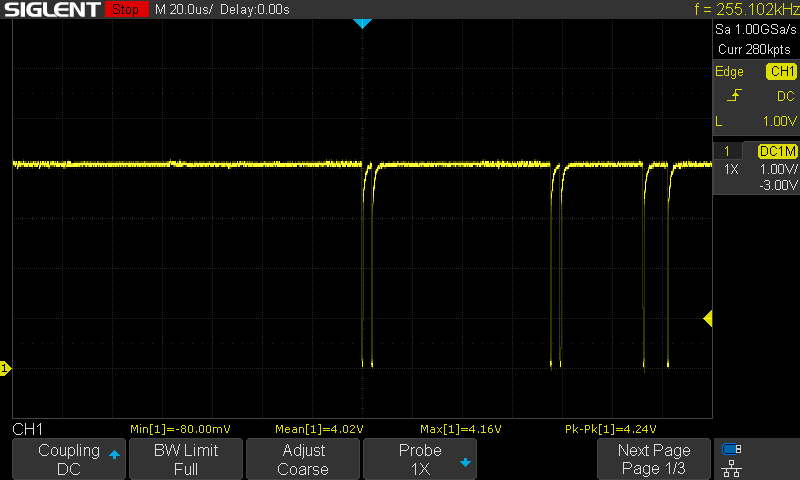 SIGLENT Stop M 20.0us/ Delay:0.00s f = 255.102kHz
Sa 1.00GSa/s
Curr 280kpts
Edge CH1
DC
L 1.00V
1 DC1M
1X 1.00V/
-3.00V
1
CH1 Min[1]=-80.00mV Mean[1]=4.02V Max[1]=4.16V Pk-Pk[1]=4.24V
Coupling
DC
BW Limit
Full
Adjust
Coarse
Probe
1X
Next Page
Page 1/3